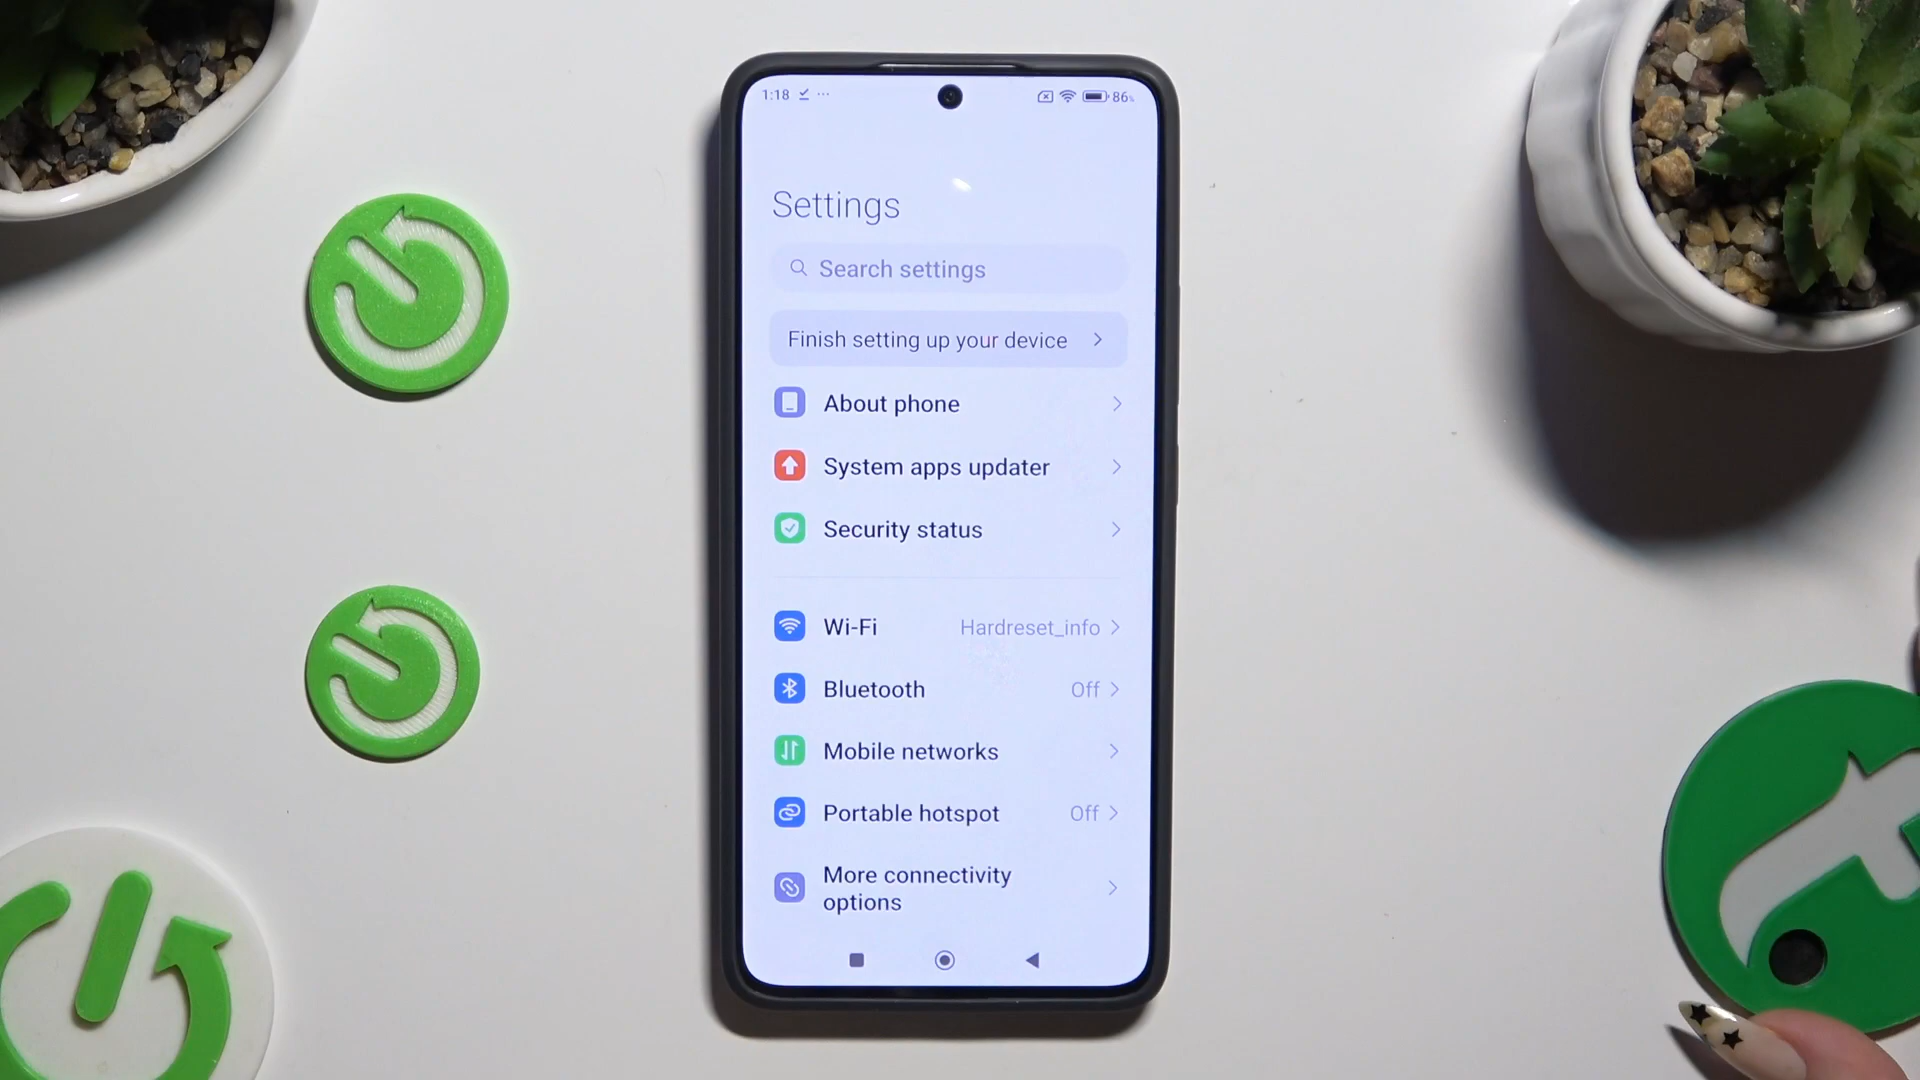 1:18 ... 86%
Settings
Search settings
Finish setting up your device
About phone
System apps updater
Security status
Wi-Fi Hardreset_info
Bluetooth Off
Mobile networks
Portable hotspot Off
More connectivity
options